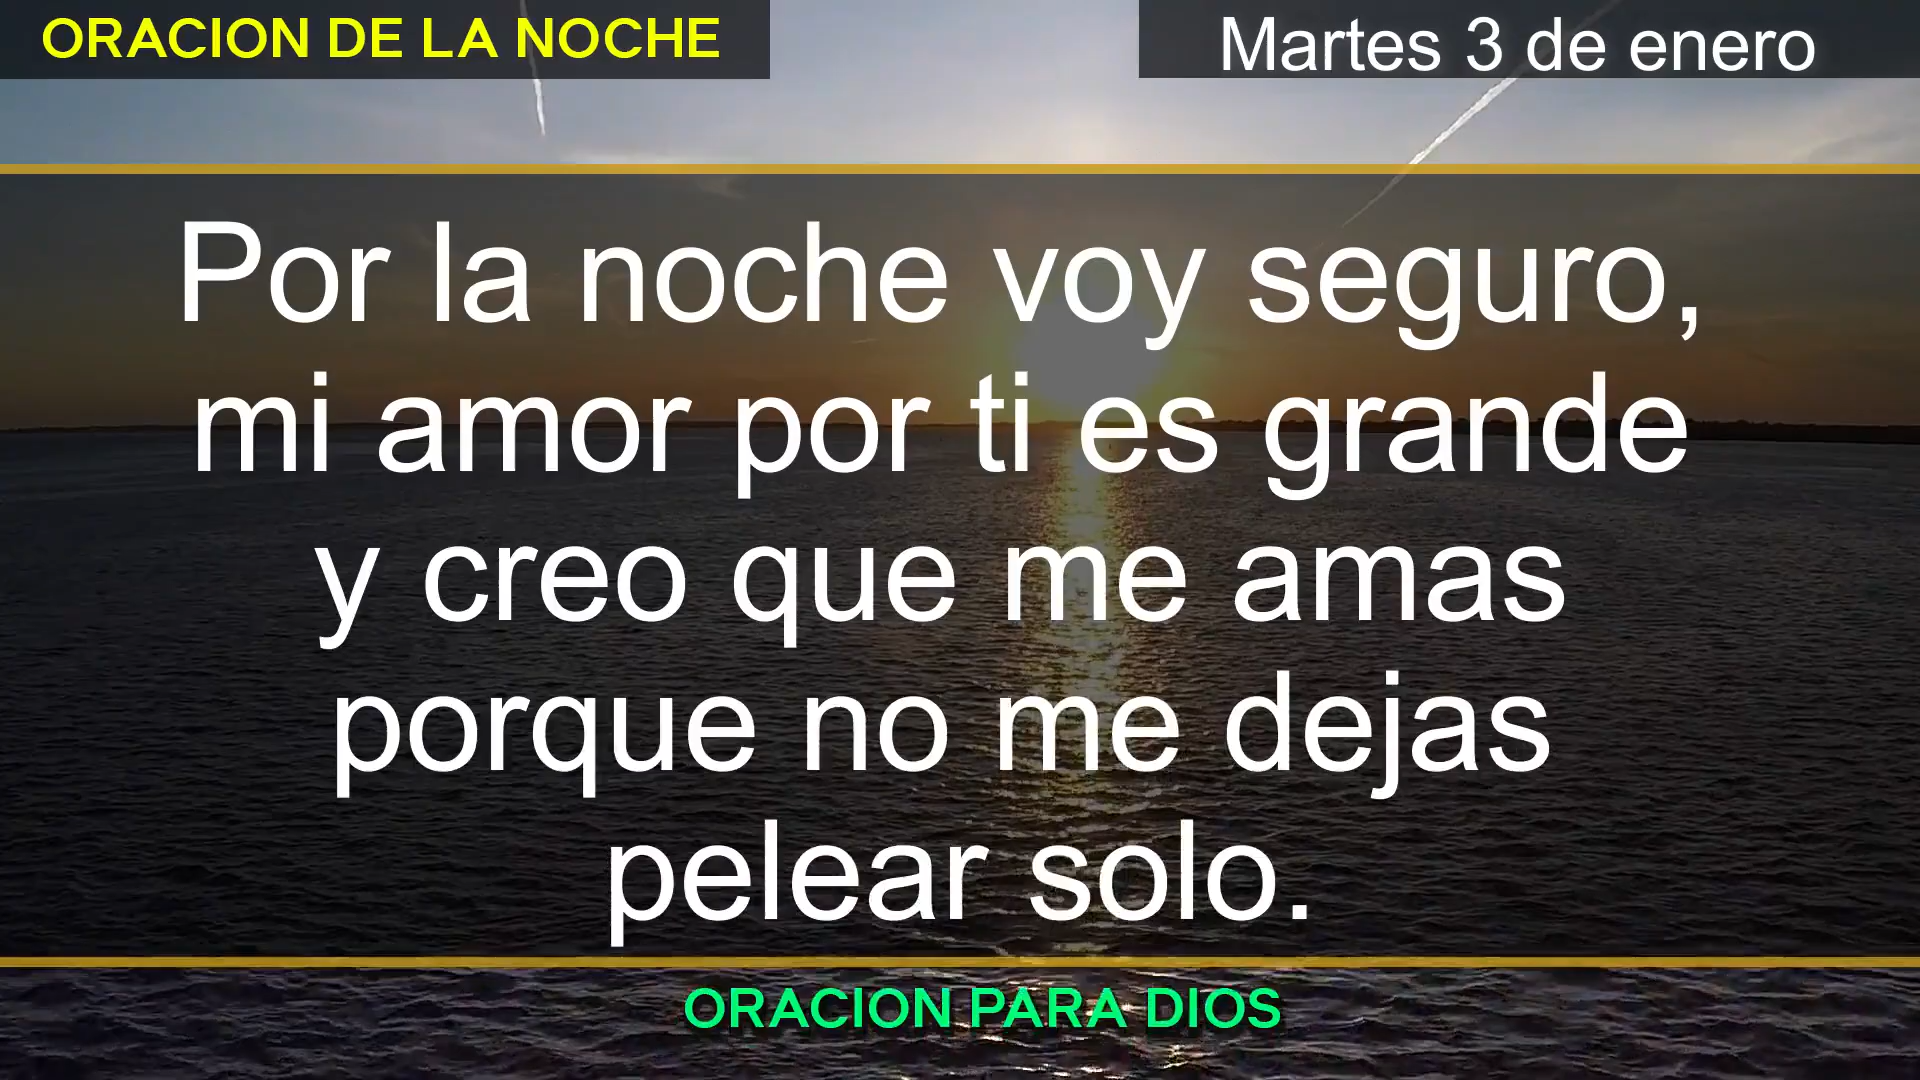 ORACION DE LA NOCHE
Martes 3 de enero
Por la noche voy seguro,
mi amor por ti es grande
y creo que me amas
porque no me dejas
pelear solo.
ORACION PARA DIOS